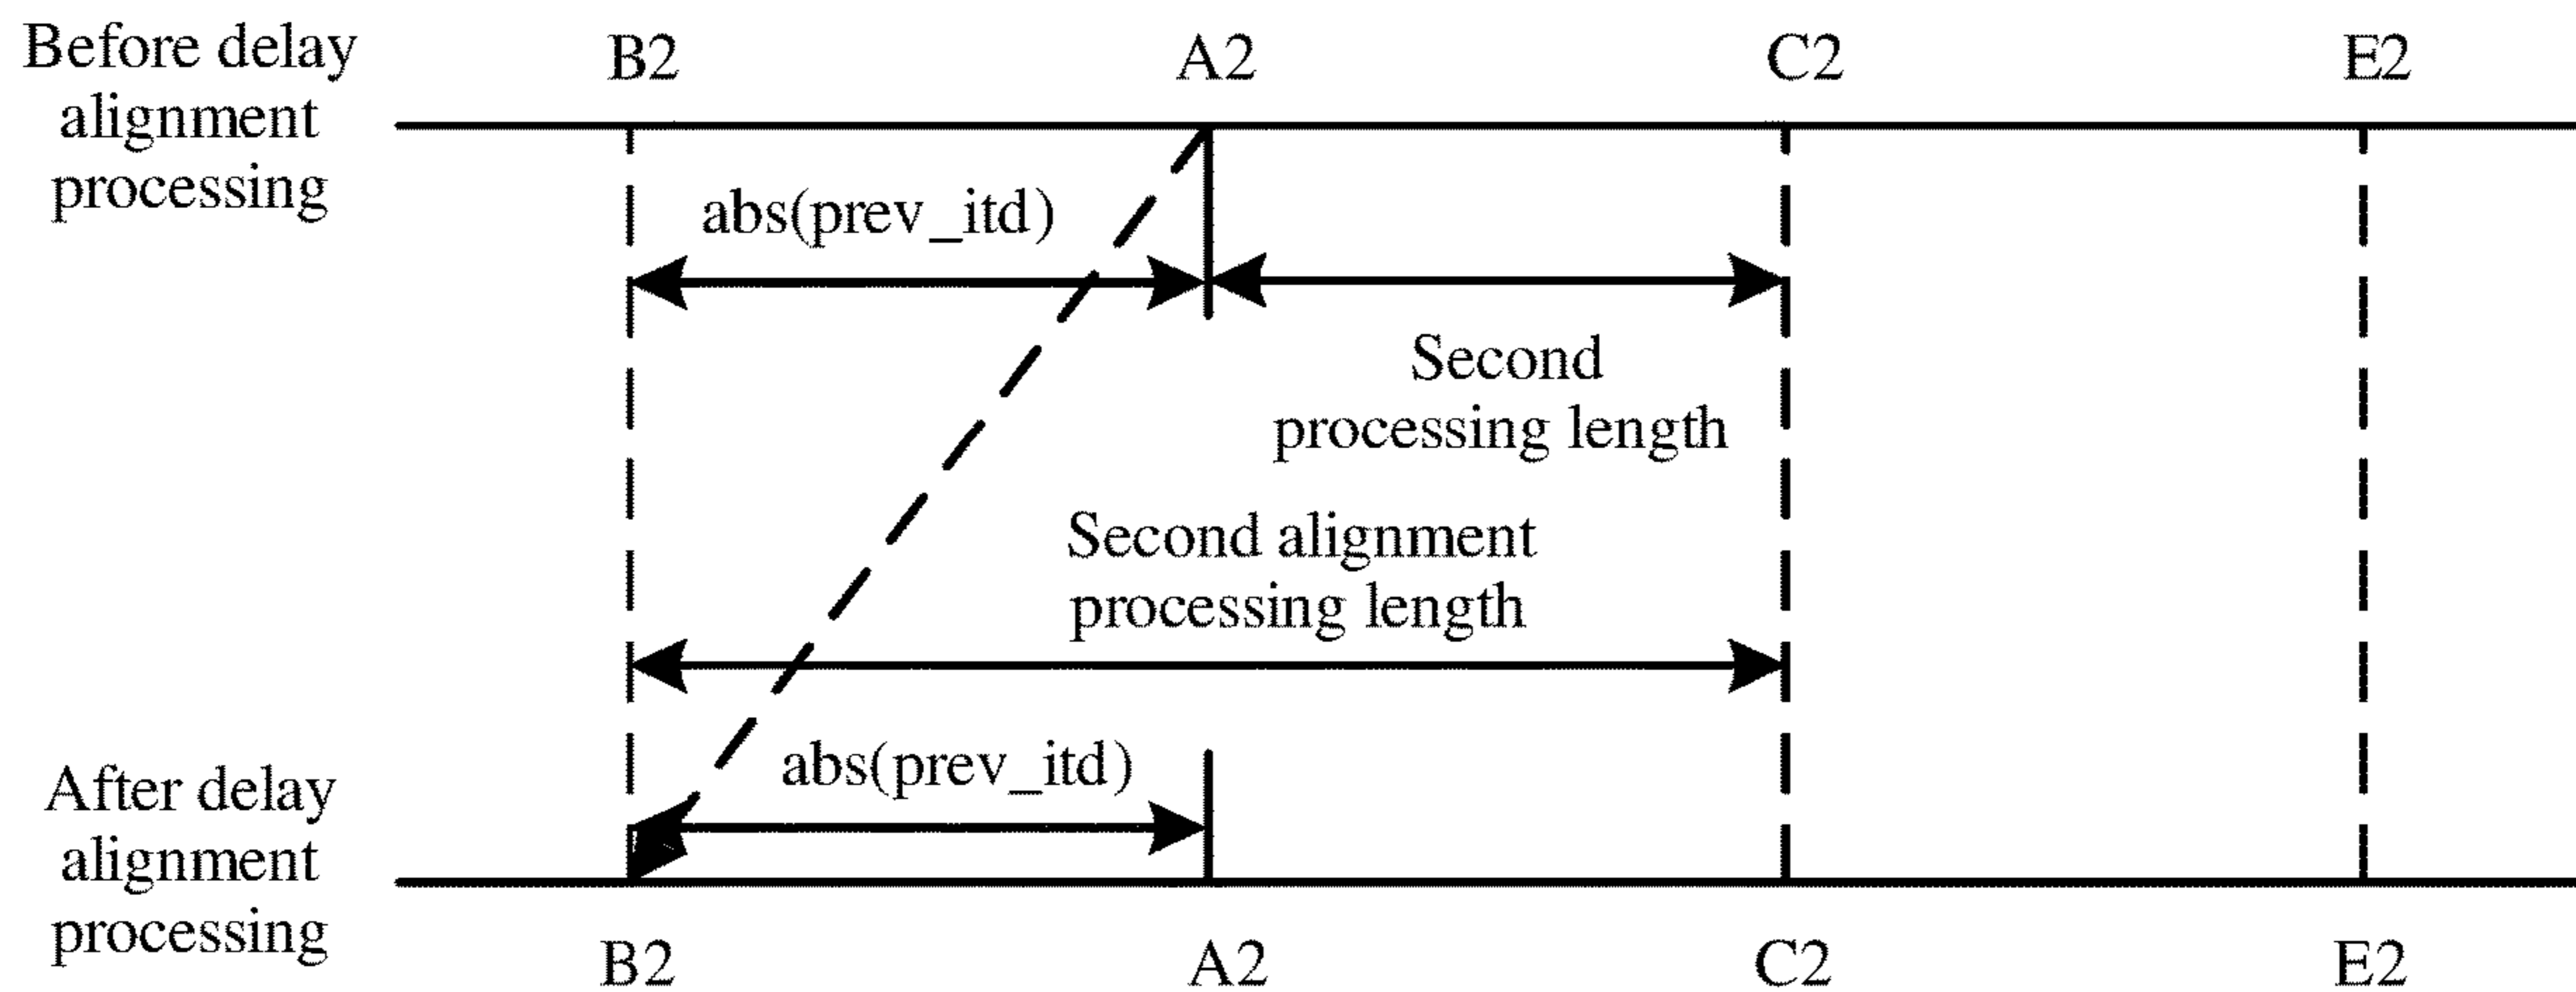 Before delay
alignment
processing
B2
A2
C2
E2
abs(prev_itd)
Second
processing length
Second alignment
processing length
abs(prev_itd)
After delay
alignment
processing
B2
A2
C2
E2